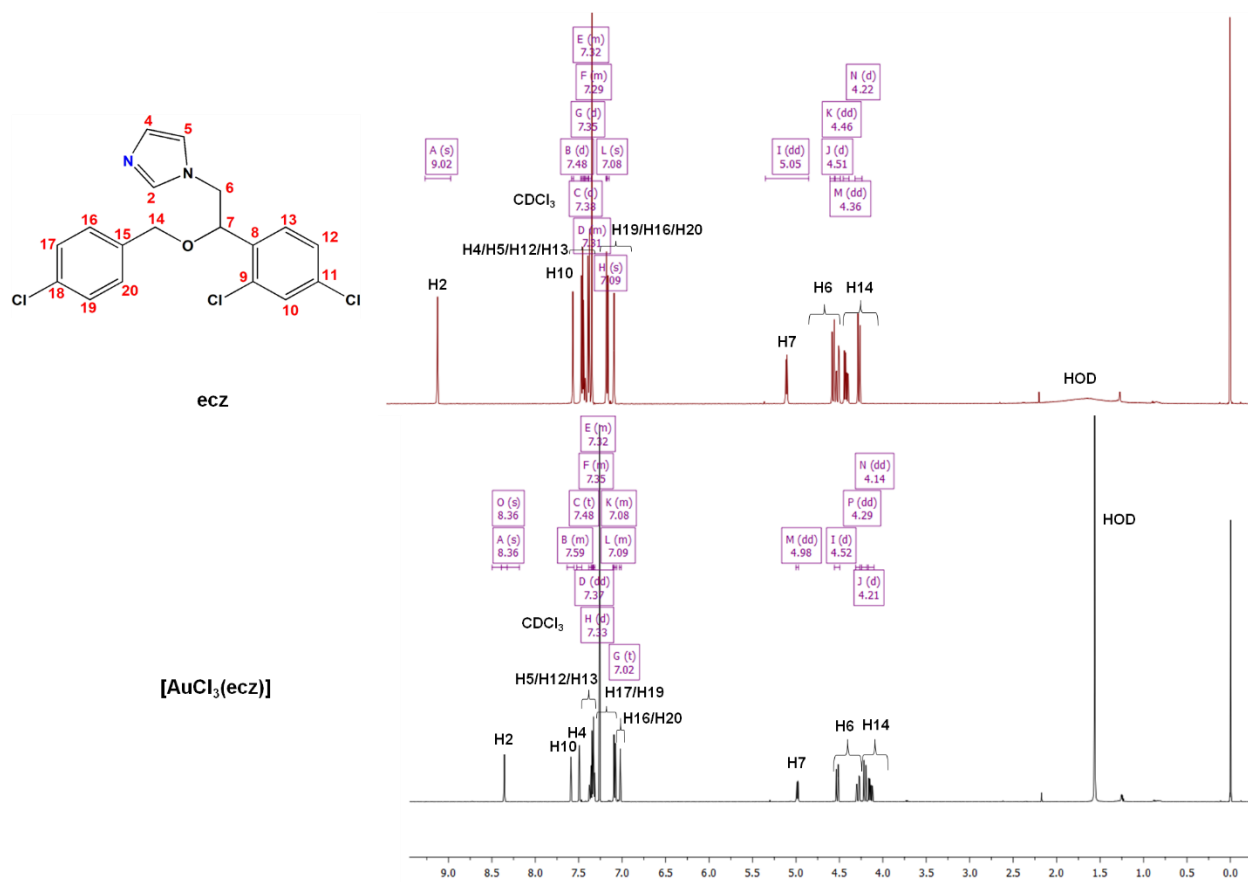 E (m)
7.32
F (m)
7.29
N (d)
4.22
G (d)
7.35
K (dd)
4.46
A (s)
9.02
B (d)
7.48
L (s)
7.08
I (dd)
5.05
J (d)
4.51
C (d)
7.38
M (dd)
4.36
D (m)
7.31
H (s)
7.09
CDCl₃
H19/H16/H20
H4/H5/H12/H13
H10
H2
H7
H6
H14
HOD
4
5
N
N
2
6
14
7
13
16
8
12
17
15
O
9
11
18
20
10
Cl
19
Cl
Cl
ecz
E (m)
7.32
F (m)
7.35
N (dd)
4.14
O (s)
8.36
C (t)
7.48
K (m)
7.08
P (dd)
4.29
A (s)
8.36
B (m)
7.59
L (m)
7.09
M (dd)
4.98
I (d)
4.52
D (dd)
7.37
J (d)
4.21
H (d)
7.33
G (t)
7.02
CDCl₃
HOD
[AuCl₃(ecz)]
H5/H12/H13
H17/H19
H16/H20
H2
H10
H4
H7
H6
H14
9.0 8.5 8.0 7.5 7.0 6.5 6.0 5.5 5.0 4.5 4.0 3.5 3.0 2.5 2.0 1.5 1.0 0.5 0.0